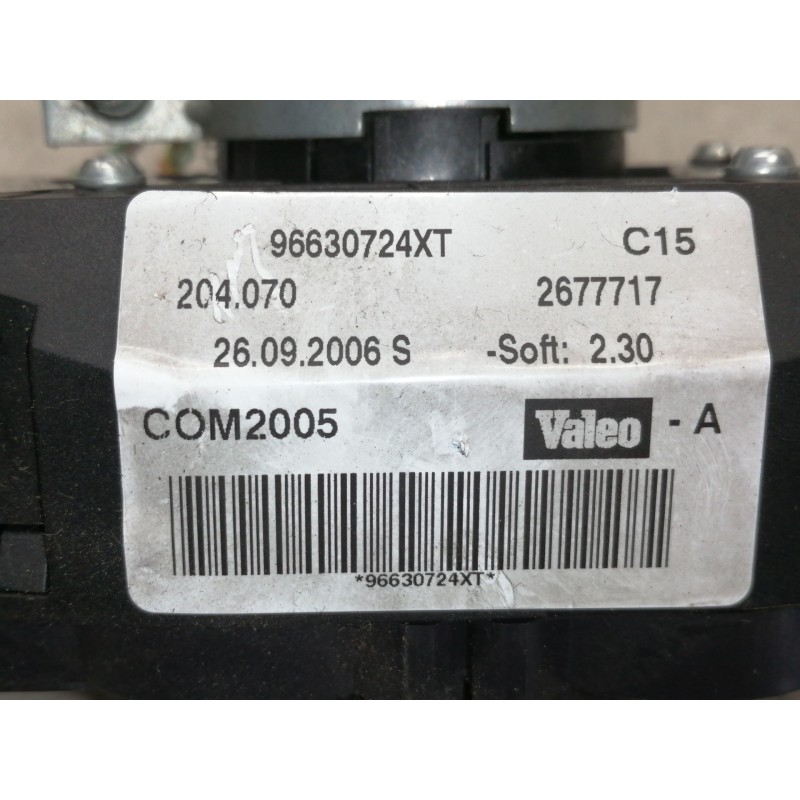 96630724XT C15
204.070 2677717
26.09.2006 S -Soft: 2.30
COM2005 Valeo - A
*96630724XT*